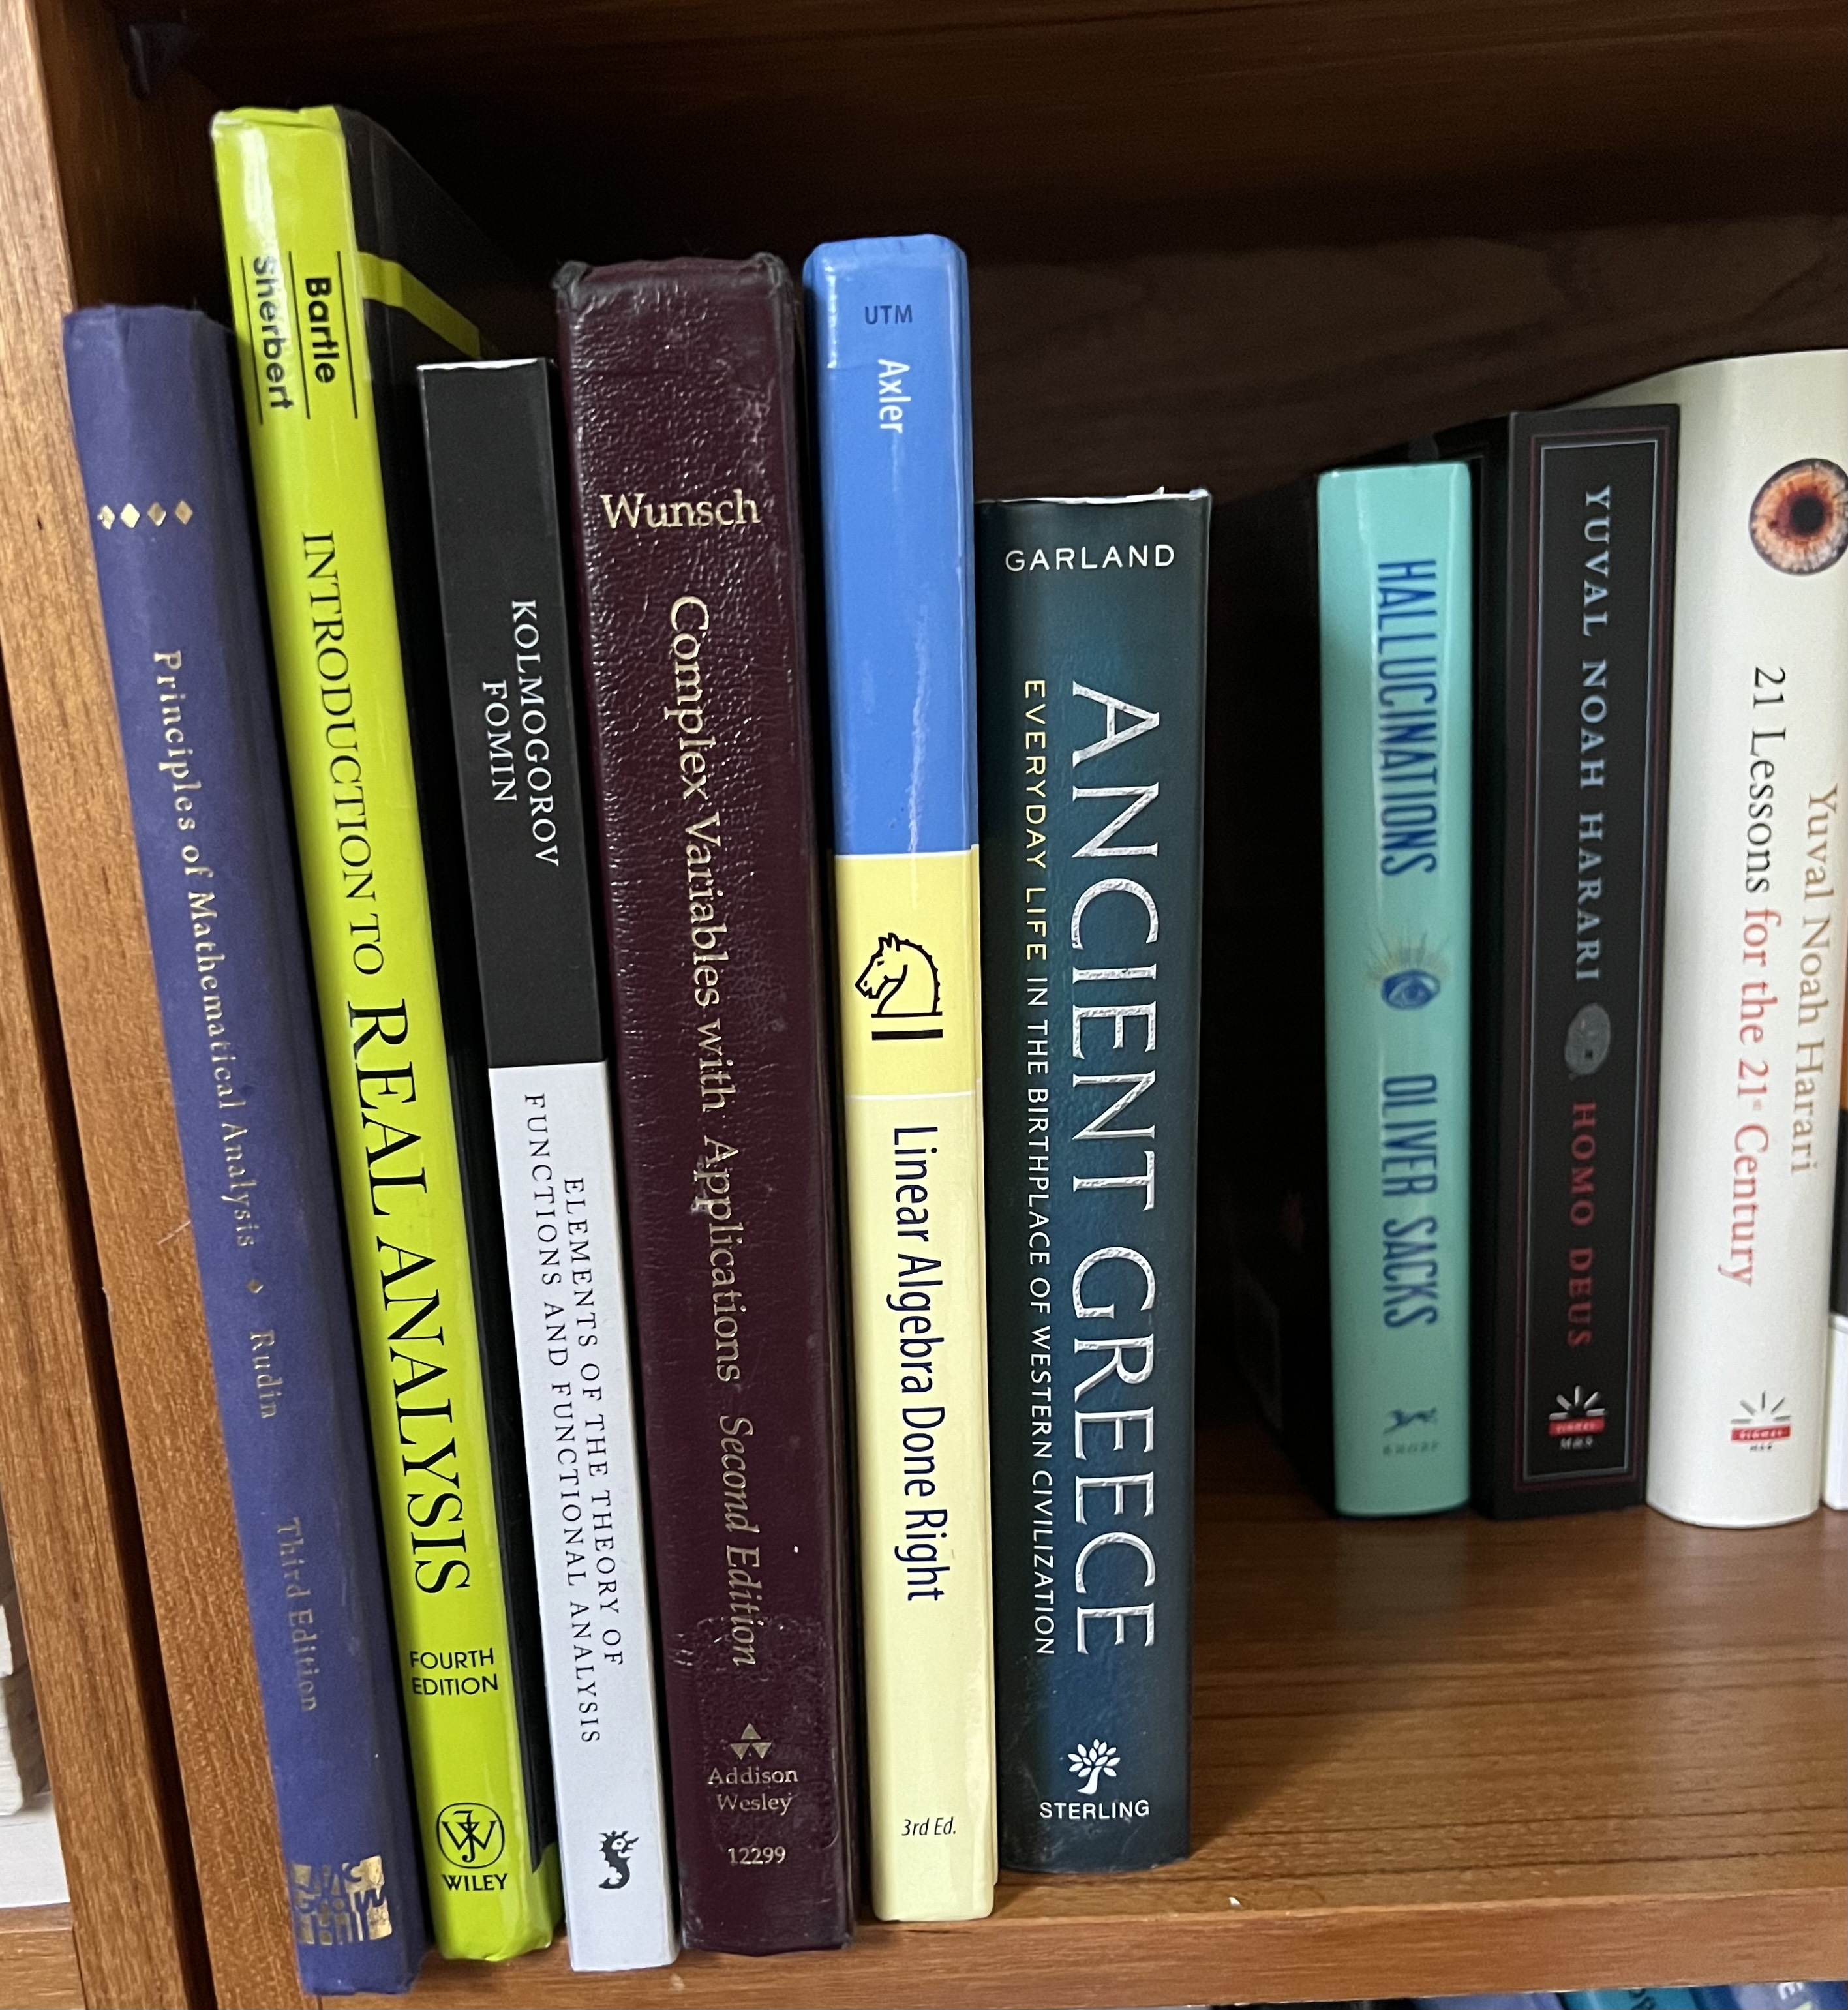 Principles of Mathematical Analysis
Rudin
Third Edition
Bartle
Sherbert
INTRODUCTION TO REAL ANALYSIS
FOURTH
EDITION
WILEY
KOLMOGOROV
FOMIN
ELEMENTS OF THE THEORY OF
FUNCTIONS AND FUNCTIONAL ANALYSIS
Wunsch
Complex Variables with Applications Second Edition
Addison
Wesley
12299
UTM
Axler
Linear Algebra Done Right
3rd Ed.
GARLAND
ANCIENT GREECE
EVERYDAY LIFE IN THE BIRTHPLACE OF WESTERN CIVILIZATION
STERLING
HALLUCINATIONS
OLIVER SACKS
YUVAL NOAH HARARI
HOMO DEUS
Yuval Noah Harari
21 Lessons for the 21st Century